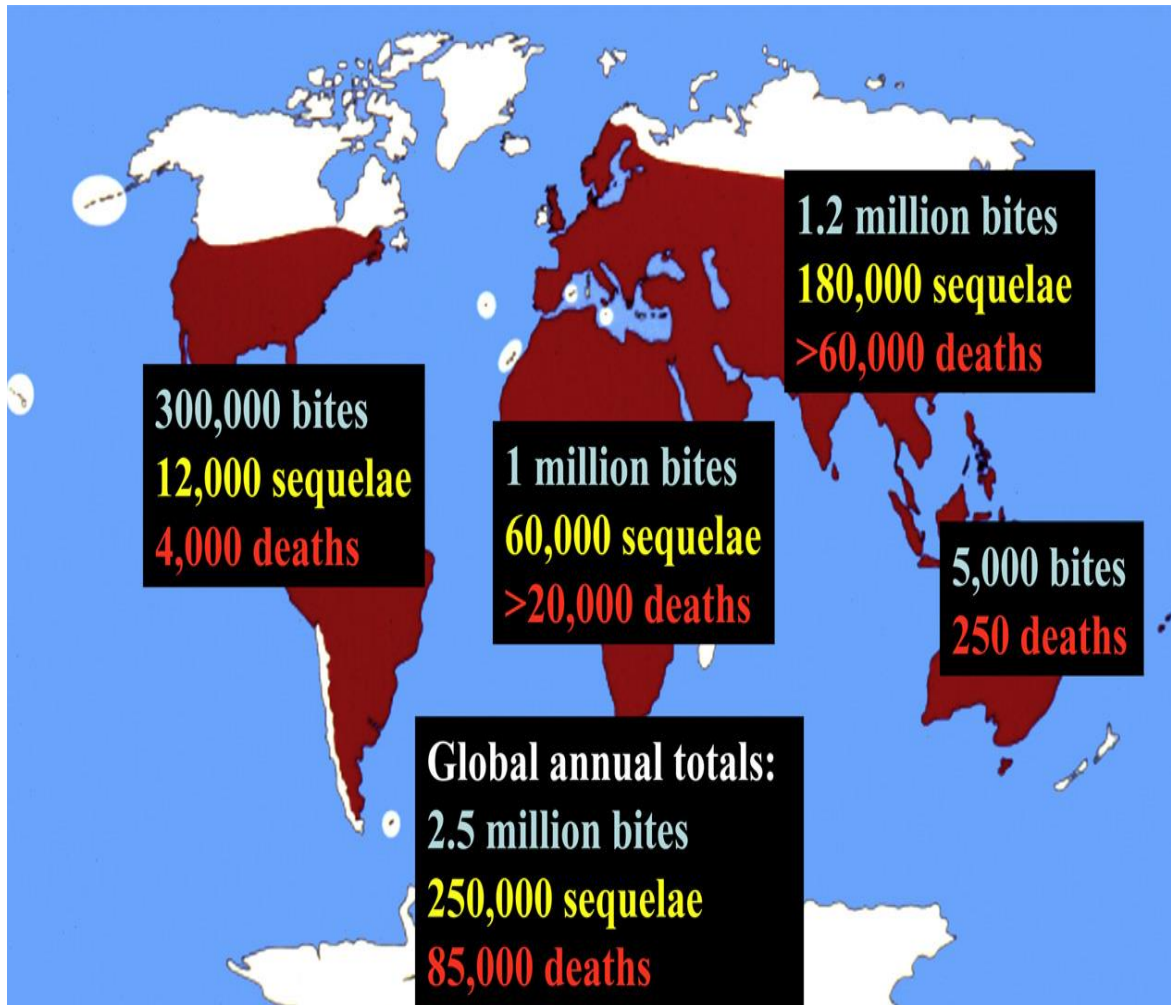 1.2 million bites
180,000 sequelae
>60,000 deaths
300,000 bites
12,000 sequelae
4,000 deaths
1 million bites
60,000 sequelae
>20,000 deaths
5,000 bites
250 deaths
Global annual totals:
2.5 million bites
250,000 sequelae
85,000 deaths